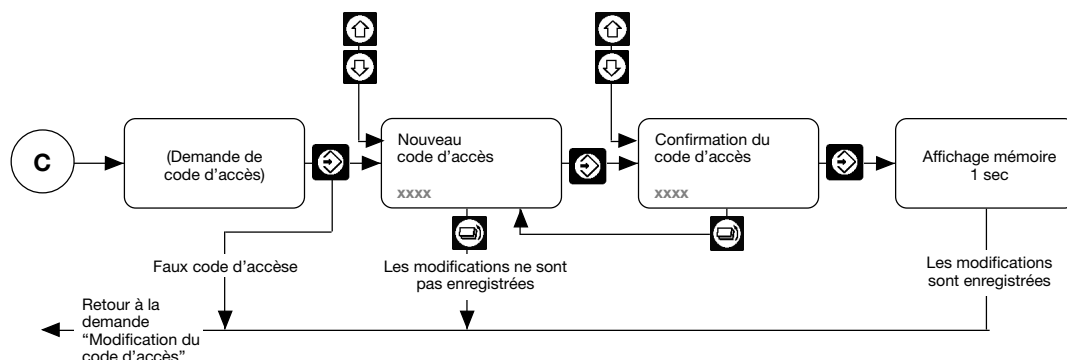 C
(Demande de
code d'accès)
Nouveau
code d'accès
xxxx
Confirmation du
code d'accès
xxxx
Affichage mémoire
1 sec
Faux code d'accèse
Les modifications ne sont
pas enregistrées
Les modifications
sont enregistrées
Retour à la
demande
“Modification du
code d'accès”